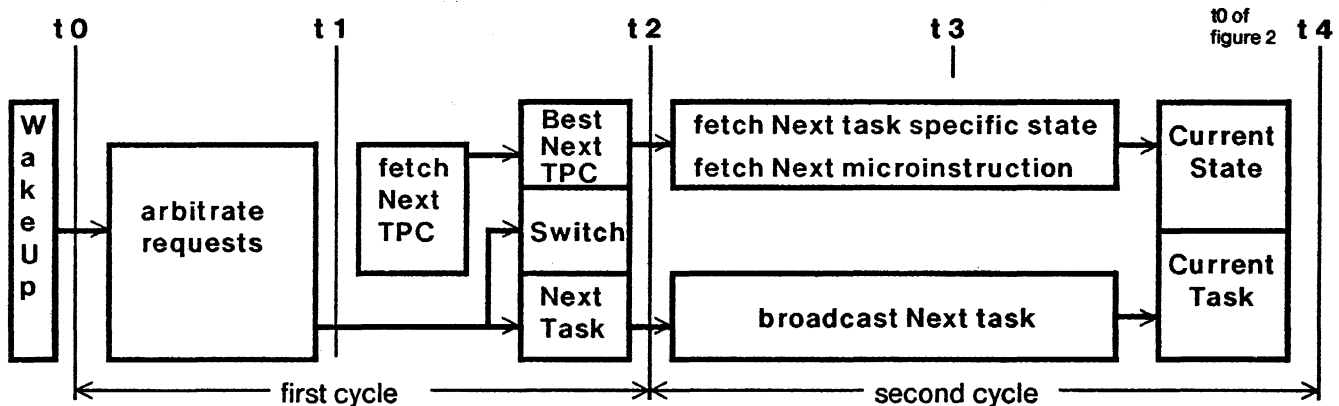 t0
t1
t2
t3
t0 of
figure 2
t4
WakeUp
arbitrate
requests
fetch
Next
TPC
Best
Next
TPC
Switch
Next
Task
fetch Next task specific state
fetch Next microinstruction
broadcast Next task
Current
State
Current
Task
first cycle
second cycle